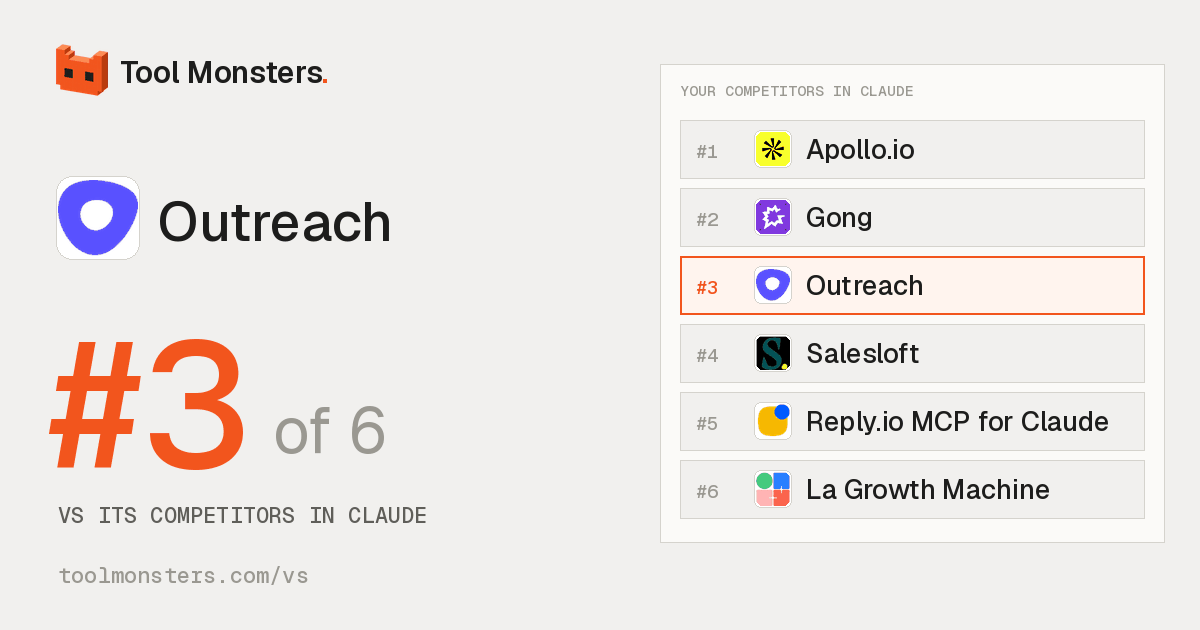 Tool Monsters.
Outreach
#3 of 6
VS ITS COMPETITORS IN CLAUDE
toolmonsters.com/vs
YOUR COMPETITORS IN CLAUDE
#1 Apollo.io
#2 Gong
#3 Outreach
#4 Salesloft
#5 Reply.io MCP for Claude
#6 La Growth Machine